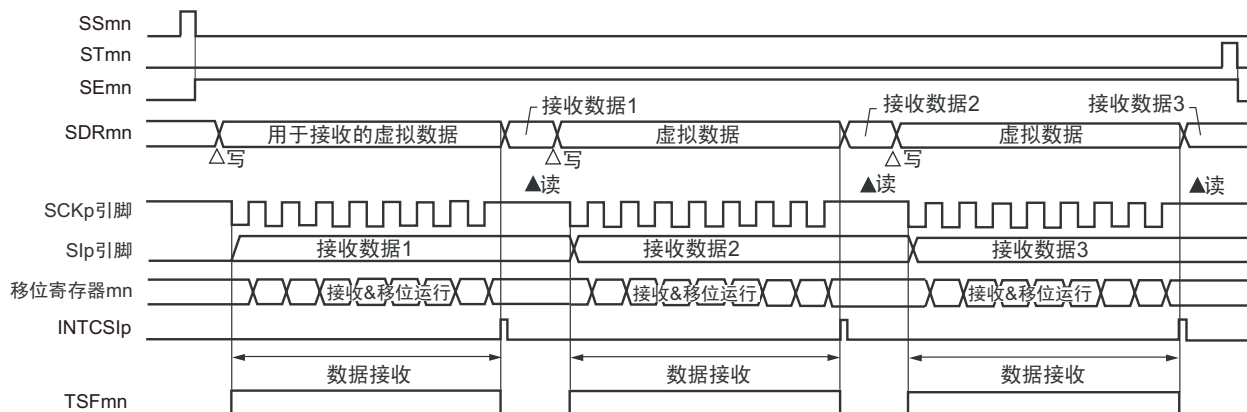 SSmn
STmn
SEmn
接收数据1
接收数据2
接收数据3
SDRmn
用于接收的虚拟数据
虚拟数据
虚拟数据
△写
△写
△写
▲读
▲读
▲读
SCKp引脚
SIp引脚
接收数据1
接收数据2
接收数据3
移位寄存器mn
接收&移位运行
接收&移位运行
接收&移位运行
INTCSIp
数据接收
数据接收
数据接收
TSFmn